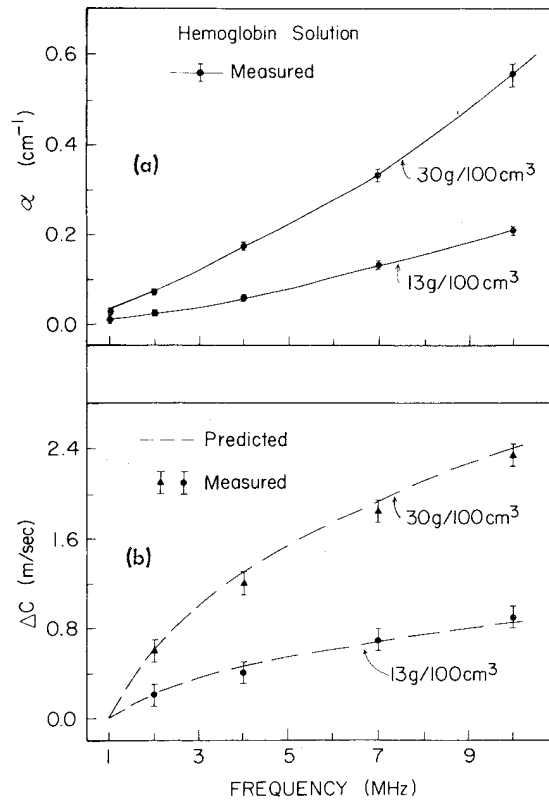 Hemoglobin Solution
Measured
0.6
0.4
0.2
0.0
α (cm⁻¹)
(a)
30g/100cm³
13g/100cm³
Predicted
Measured
2.4
1.6
0.8
0.0
ΔC (m/sec)
(b)
30g/100cm³
13g/100cm³
1 3 5 7 9
FREQUENCY (MHz)